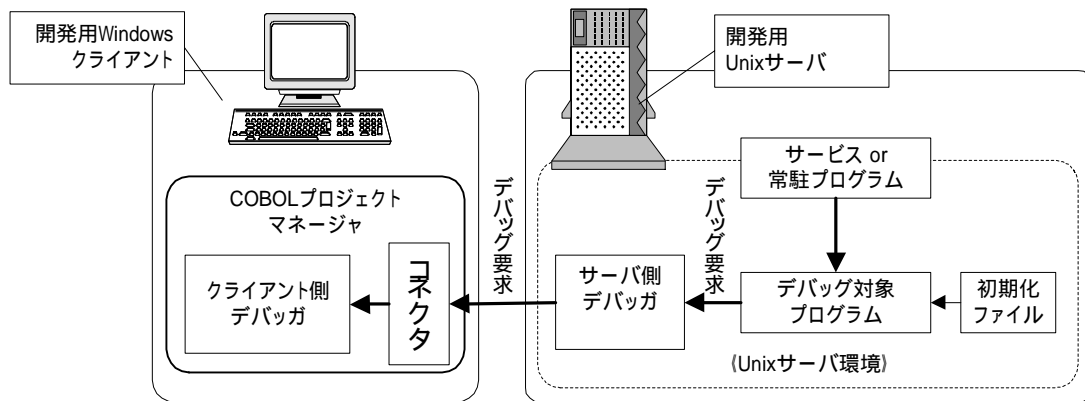 開発用Windows
クライアント
開発用
Unixサーバ
サービス or
常駐プログラム
COBOLプロジェクト
マネージャ
デバッグ要求
デバッグ要求
クライアント側
デバッガ
コネクタ
サーバ側
デバッガ
デバッグ対象
プログラム
初期化
ファイル
(Unixサーバ環境)